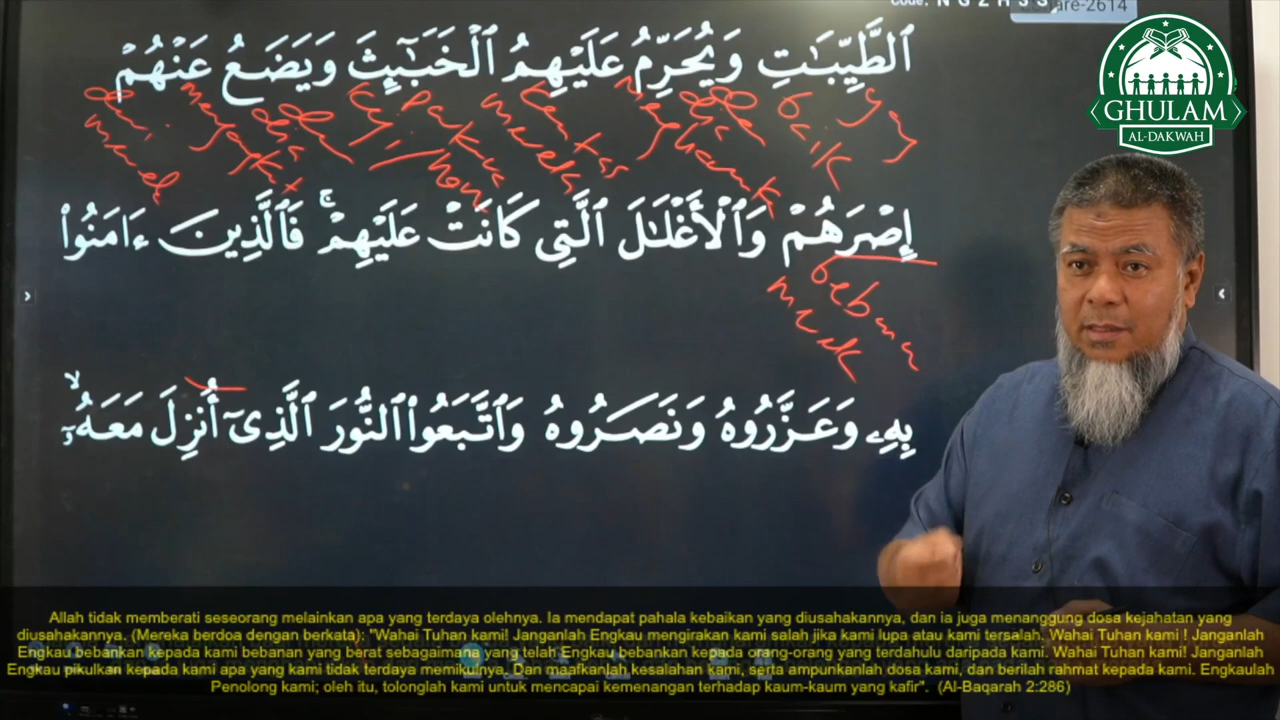 Code: N G Z H 3 S
are-2614
GHULAM
AL-DAKWAH
ٱلطَّيِّبَٰتِ وَيُحَرِّمُ عَلَيْهِمُ ٱلْخَبَٰٓئِثَ وَيَضَعُ عَنْهُمْ
إِصْرَهُمْ وَٱلْأَغْلَٰلَ ٱلَّتِى كَانَتْ عَلَيْهِمْ ۚ فَٱلَّذِينَ ءَامَنُوا۟
beban
بِهِۦ وَعَزَّرُوهُ وَنَصَرُوهُ وَٱتَّبَعُوا۟ ٱلنُّورَ ٱلَّذِىٓ أُنزِلَ مَعَهُۥٓ ۙ
Allah tidak memberati seseorang melainkan apa yang terdaya olehnya. Ia mendapat pahala kebaikan yang diusahakannya, dan ia juga menanggung dosa kejahatan yang
diusahakannya. (Mereka berdoa dengan berkata): "Wahai Tuhan kami! Janganlah Engkau mengirakan kami salah jika kami lupa atau kami tersalah. Wahai Tuhan kami ! Janganlah
Engkau bebankan kepada kami bebanan yang berat sebagaimana yang telah Engkau bebankan kepada orang-orang yang terdahulu daripada kami. Wahai Tuhan kami! Janganlah
Engkau pikulkan kepada kami apa yang kami tidak terdaya memikulnya. Dan maafkanlah kesalahan kami, serta ampunkanlah dosa kami, dan berilah rahmat kepada kami. Engkaulah
Penolong kami; oleh itu, tolonglah kami untuk mencapai kemenangan terhadap kaum-kaum yang kafir". (Al-Baqarah 2:286)